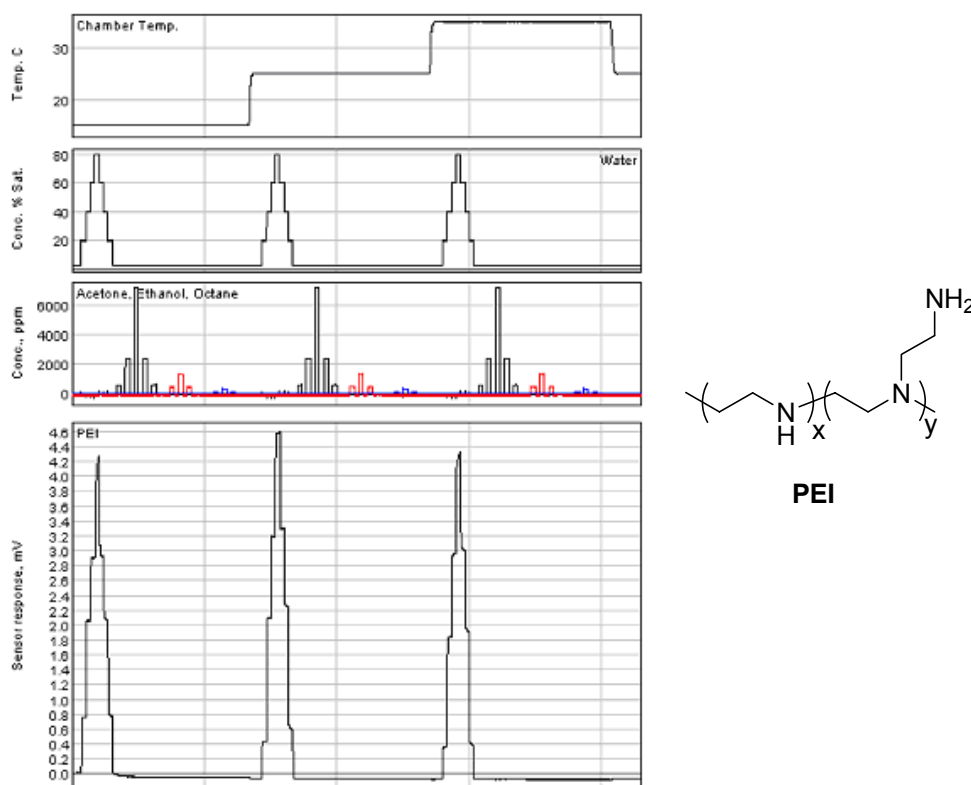 Chamber Temp.
Temp. C
30
20
Water
Conc. % Sat.
80
60
40
20
Acetone, Ethanol, Octane
Conc., ppm
6000
4000
2000
0
PEI
Sensor response, mV
4.6
4.4
4.2
4.0
3.8
3.6
3.4
3.2
3.0
2.8
2.6
2.4
2.2
2.0
1.8
1.6
1.4
1.2
1.0
0.8
0.6
0.4
0.2
0.0
NH2
N
N
H
x
y
PEI